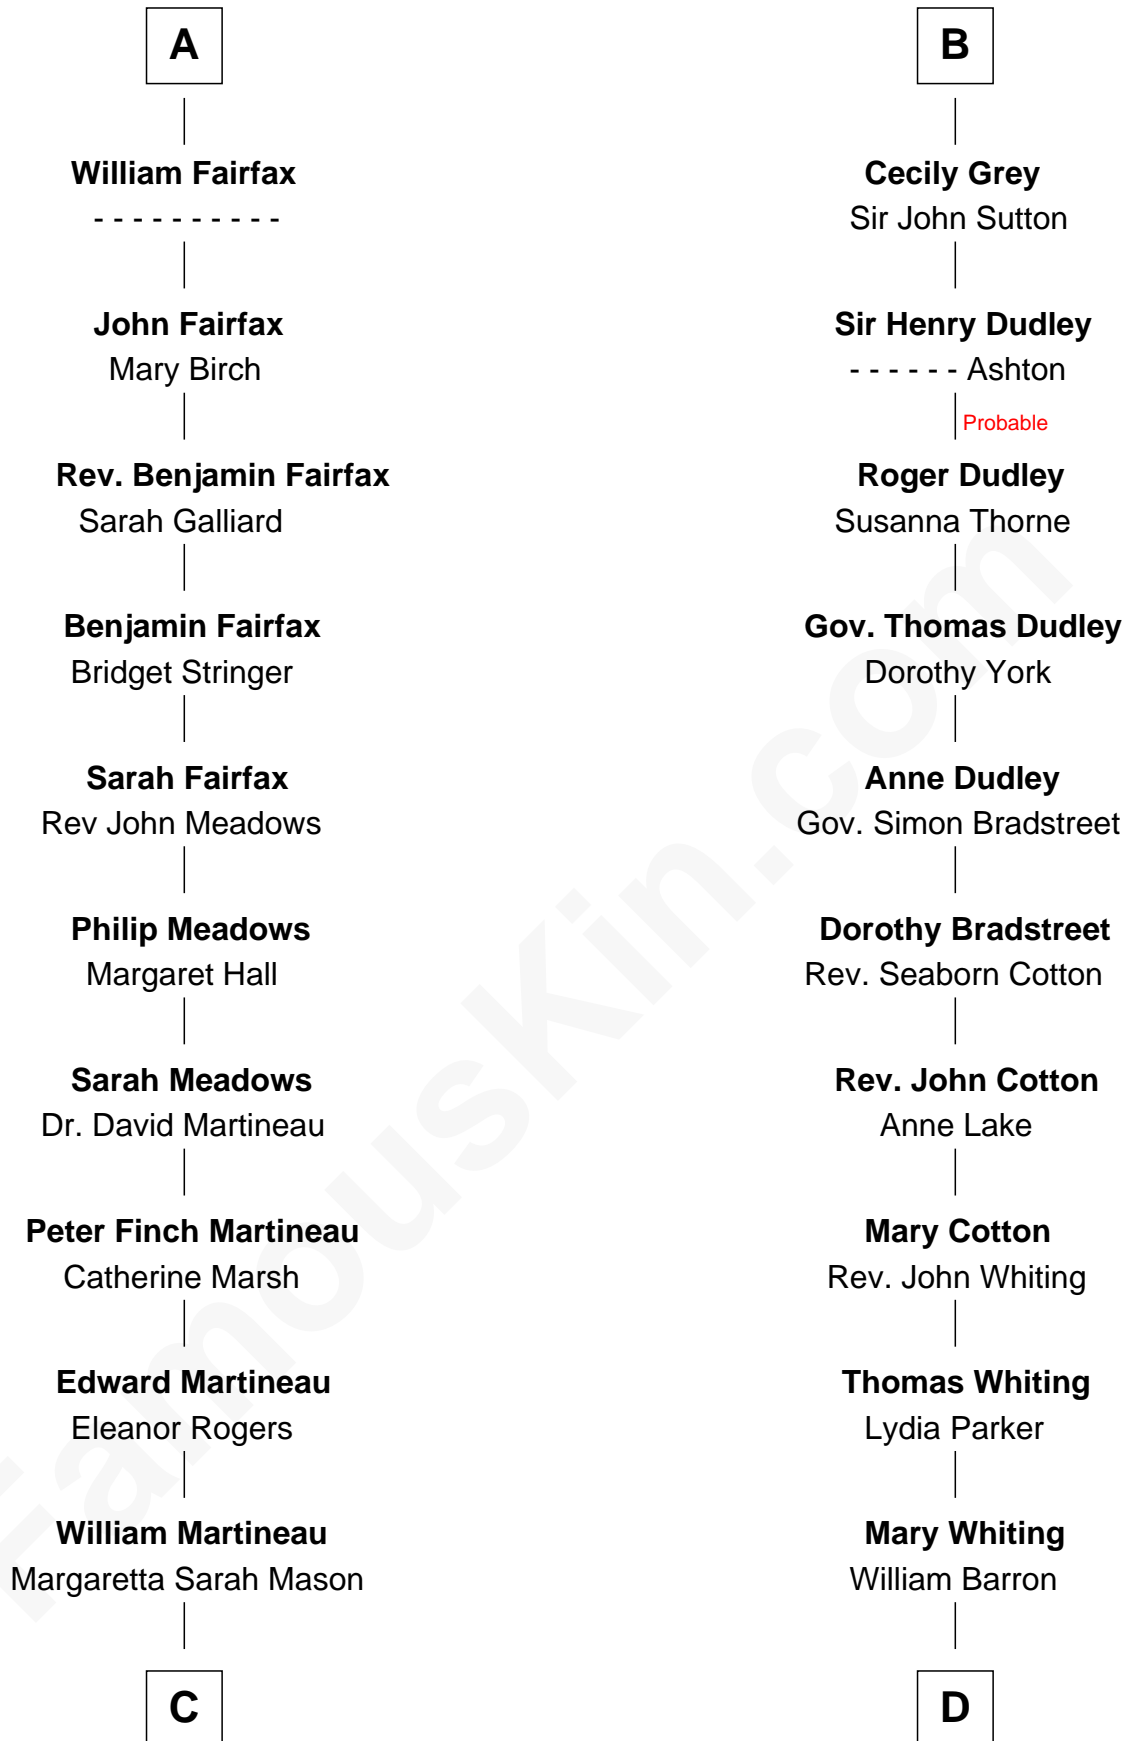 A
William Fairfax
- - - - - - - - - -
John Fairfax
Mary Birch
Rev. Benjamin Fairfax
Sarah Galliard
Benjamin Fairfax
Bridget Stringer
Sarah Fairfax
Rev John Meadows
Philip Meadows
Margaret Hall
Sarah Meadows
Dr. David Martineau
Peter Finch Martineau
Catherine Marsh
Edward Martineau
Eleanor Rogers
William Martineau
Margaretta Sarah Mason
C
B
Cecily Grey
Sir John Sutton
Sir Henry Dudley
- - - - - - Ashton
Probable
Roger Dudley
Susanna Thorne
Gov. Thomas Dudley
Dorothy York
Anne Dudley
Gov. Simon Bradstreet
Dorothy Bradstreet
Rev. Seaborn Cotton
Rev. John Cotton
Anne Lake
Mary Cotton
Rev. John Whiting
Thomas Whiting
Lydia Parker
Mary Whiting
William Barron
D
FamousKin.com